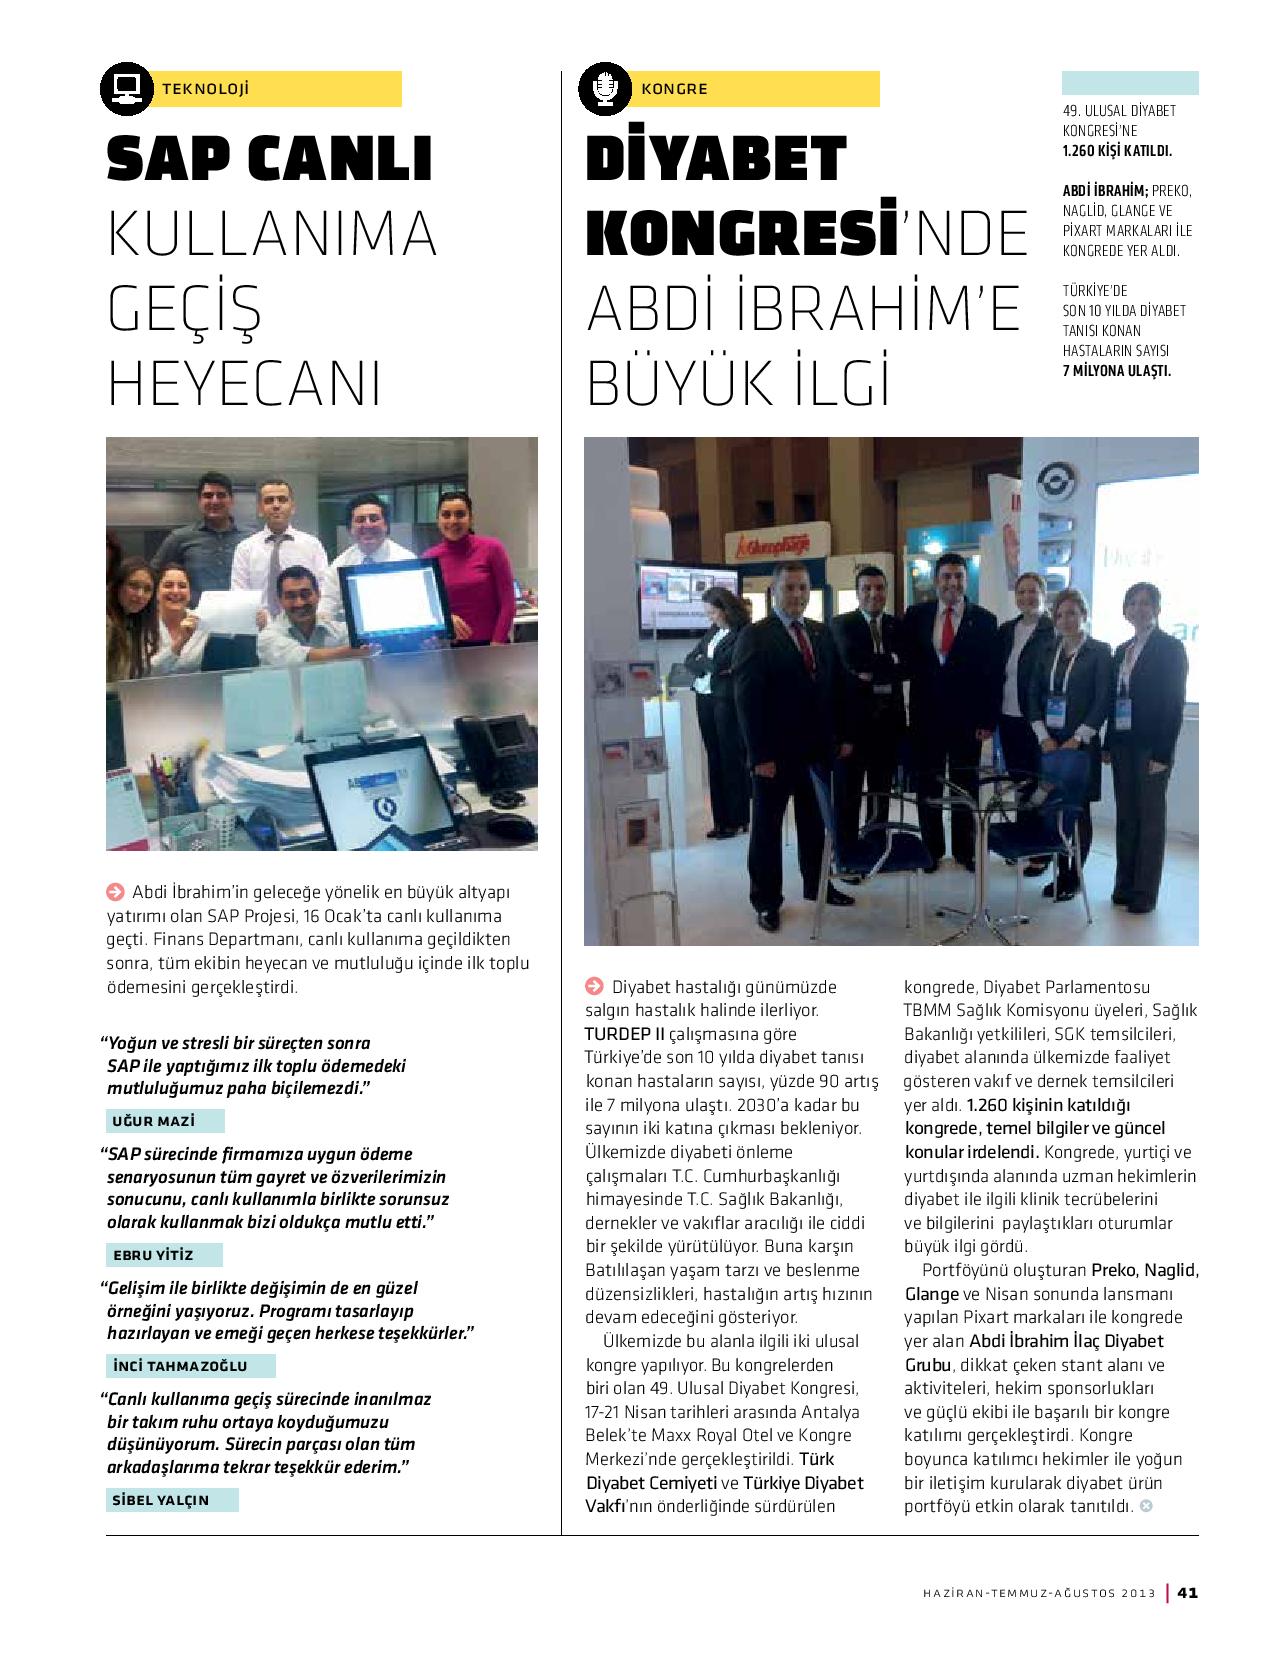 TEKNOLOJİ
SAP CANLI
KULLANIMA
GEÇİŞ
HEYECANI
Abdi İbrahim’in geleceğe yönelik en büyük altyapı
yatırımı olan SAP Projesi, 16 Ocak’ta canlı kullanıma
geçti. Finans Departmanı, canlı kullanıma geçildikten
sonra, tüm ekibin heyecan ve mutluluğu içinde ilk toplu
ödemesini gerçekleştirdi.
“Yoğun ve stresli bir süreçten sonra
SAP ile yaptığımız ilk toplu ödemedeki
mutluluğumuz paha biçilemezdi.”
UĞUR MAZİ
“SAP sürecinde firmamıza uygun ödeme
senaryosunun tüm gayret ve özverilerimizin
sonucunu, canlı kullanımla birlikte sorunsuz
olarak kullanmak bizi oldukça mutlu etti.”
EBRU YİTİZ
“Gelişim ile birlikte değişimin de en güzel
örneğini yaşıyoruz. Programı tasarlayıp
hazırlayan ve emeği geçen herkese teşekkürler.”
İNCİ TAHMAZOĞLU
“Canlı kullanıma geçiş sürecinde inanılmaz
bir takım ruhu ortaya koyduğumuzu
düşünüyorum. Sürecin parçası olan tüm
arkadaşlarıma tekrar teşekkür ederim.”
SİBEL YALÇIN
KONGRE
DİYABET
KONGRESİ’NDE
ABDİ İBRAHİM’E
BÜYÜK İLGİ
49. ULUSAL DİYABET
KONGRESİ’NE
1.260 KİŞİ KATILDI.
ABDİ İBRAHİM; PREKO,
NAGLİD, GLANGE VE
PİXART MARKALARI İLE
KONGREDE YER ALDI.
TÜRKİYE’DE
SON 10 YILDA DİYABET
TANISI KONAN
HASTALARIN SAYISI
7 MİLYONA ULAŞTI.
Glucophage
Diyabet hastalığı günümüzde
salgın hastalık halinde ilerliyor.
TURDEP II çalışmasına göre
Türkiye’de son 10 yılda diyabet tanısı
konan hastaların sayısı, yüzde 90 artış
ile 7 milyona ulaştı. 2030’a kadar bu
sayının iki katına çıkması bekleniyor.
Ülkemizde diyabeti önleme
çalışmaları T.C. Cumhurbaşkanlığı
himayesinde T.C. Sağlık Bakanlığı,
dernekler ve vakıflar aracılığı ile ciddi
bir şekilde yürütülüyor. Buna karşın
Batılılaşan yaşam tarzı ve beslenme
düzensizlikleri, hastalığın artış hızının
devam edeceğini gösteriyor.
Ülkemizde bu alanla ilgili iki ulusal
kongre yapılıyor. Bu kongrelerden
biri olan 49. Ulusal Diyabet Kongresi,
17-21 Nisan tarihleri arasında Antalya
Belek’te Maxx Royal Otel ve Kongre
Merkezi’nde gerçekleştirildi. Türk
Diyabet Cemiyeti ve Türkiye Diyabet
Vakfı’nın önderliğinde sürdürülen
kongrede, Diyabet Parlamentosu
TBMM Sağlık Komisyonu üyeleri, Sağlık
Bakanlığı yetkilileri, SGK temsilcileri,
diyabet alanında ülkemizde faaliyet
gösteren vakıf ve dernek temsilcileri
yer aldı. 1.260 kişinin katıldığı
kongrede, temel bilgiler ve güncel
konular irdelendi. Kongrede, yurtiçi ve
yurtdışında alanında uzman hekimlerin
diyabet ile ilgili klinik tecrübelerini
ve bilgilerini paylaştıkları oturumlar
büyük ilgi gördü.
Portföyünü oluşturan Preko, Naglid,
Glange ve Nisan sonunda lansmanı
yapılan Pixart markaları ile kongrede
yer alan Abdi İbrahim İlaç Diyabet
Grubu, dikkat çeken stant alanı ve
aktiviteleri, hekim sponsorlukları
ve güçlü ekibi ile başarılı bir kongre
katılımı gerçekleştirdi. Kongre
boyunca katılımcı hekimler ile yoğun
bir iletişim kurularak diyabet ürün
portföyü etkin olarak tanıtıldı.
HAZİRAN-TEMMUZ-AĞUSTOS 2013 | 41